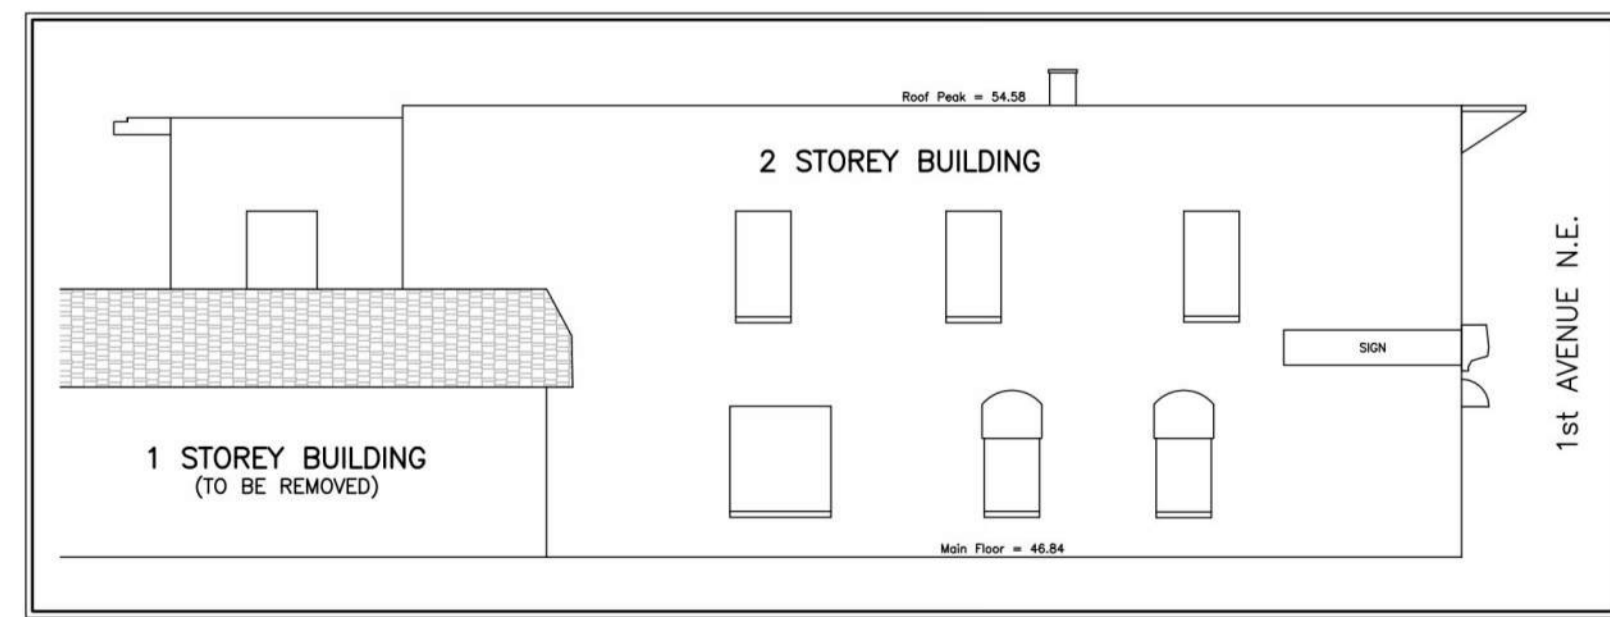 Roof Peak = 54.58
2 STOREY BUILDING
SIGN
1st AVENUE N.E.
1 STOREY BUILDING
(TO BE REMOVED)
Main Floor = 46.84